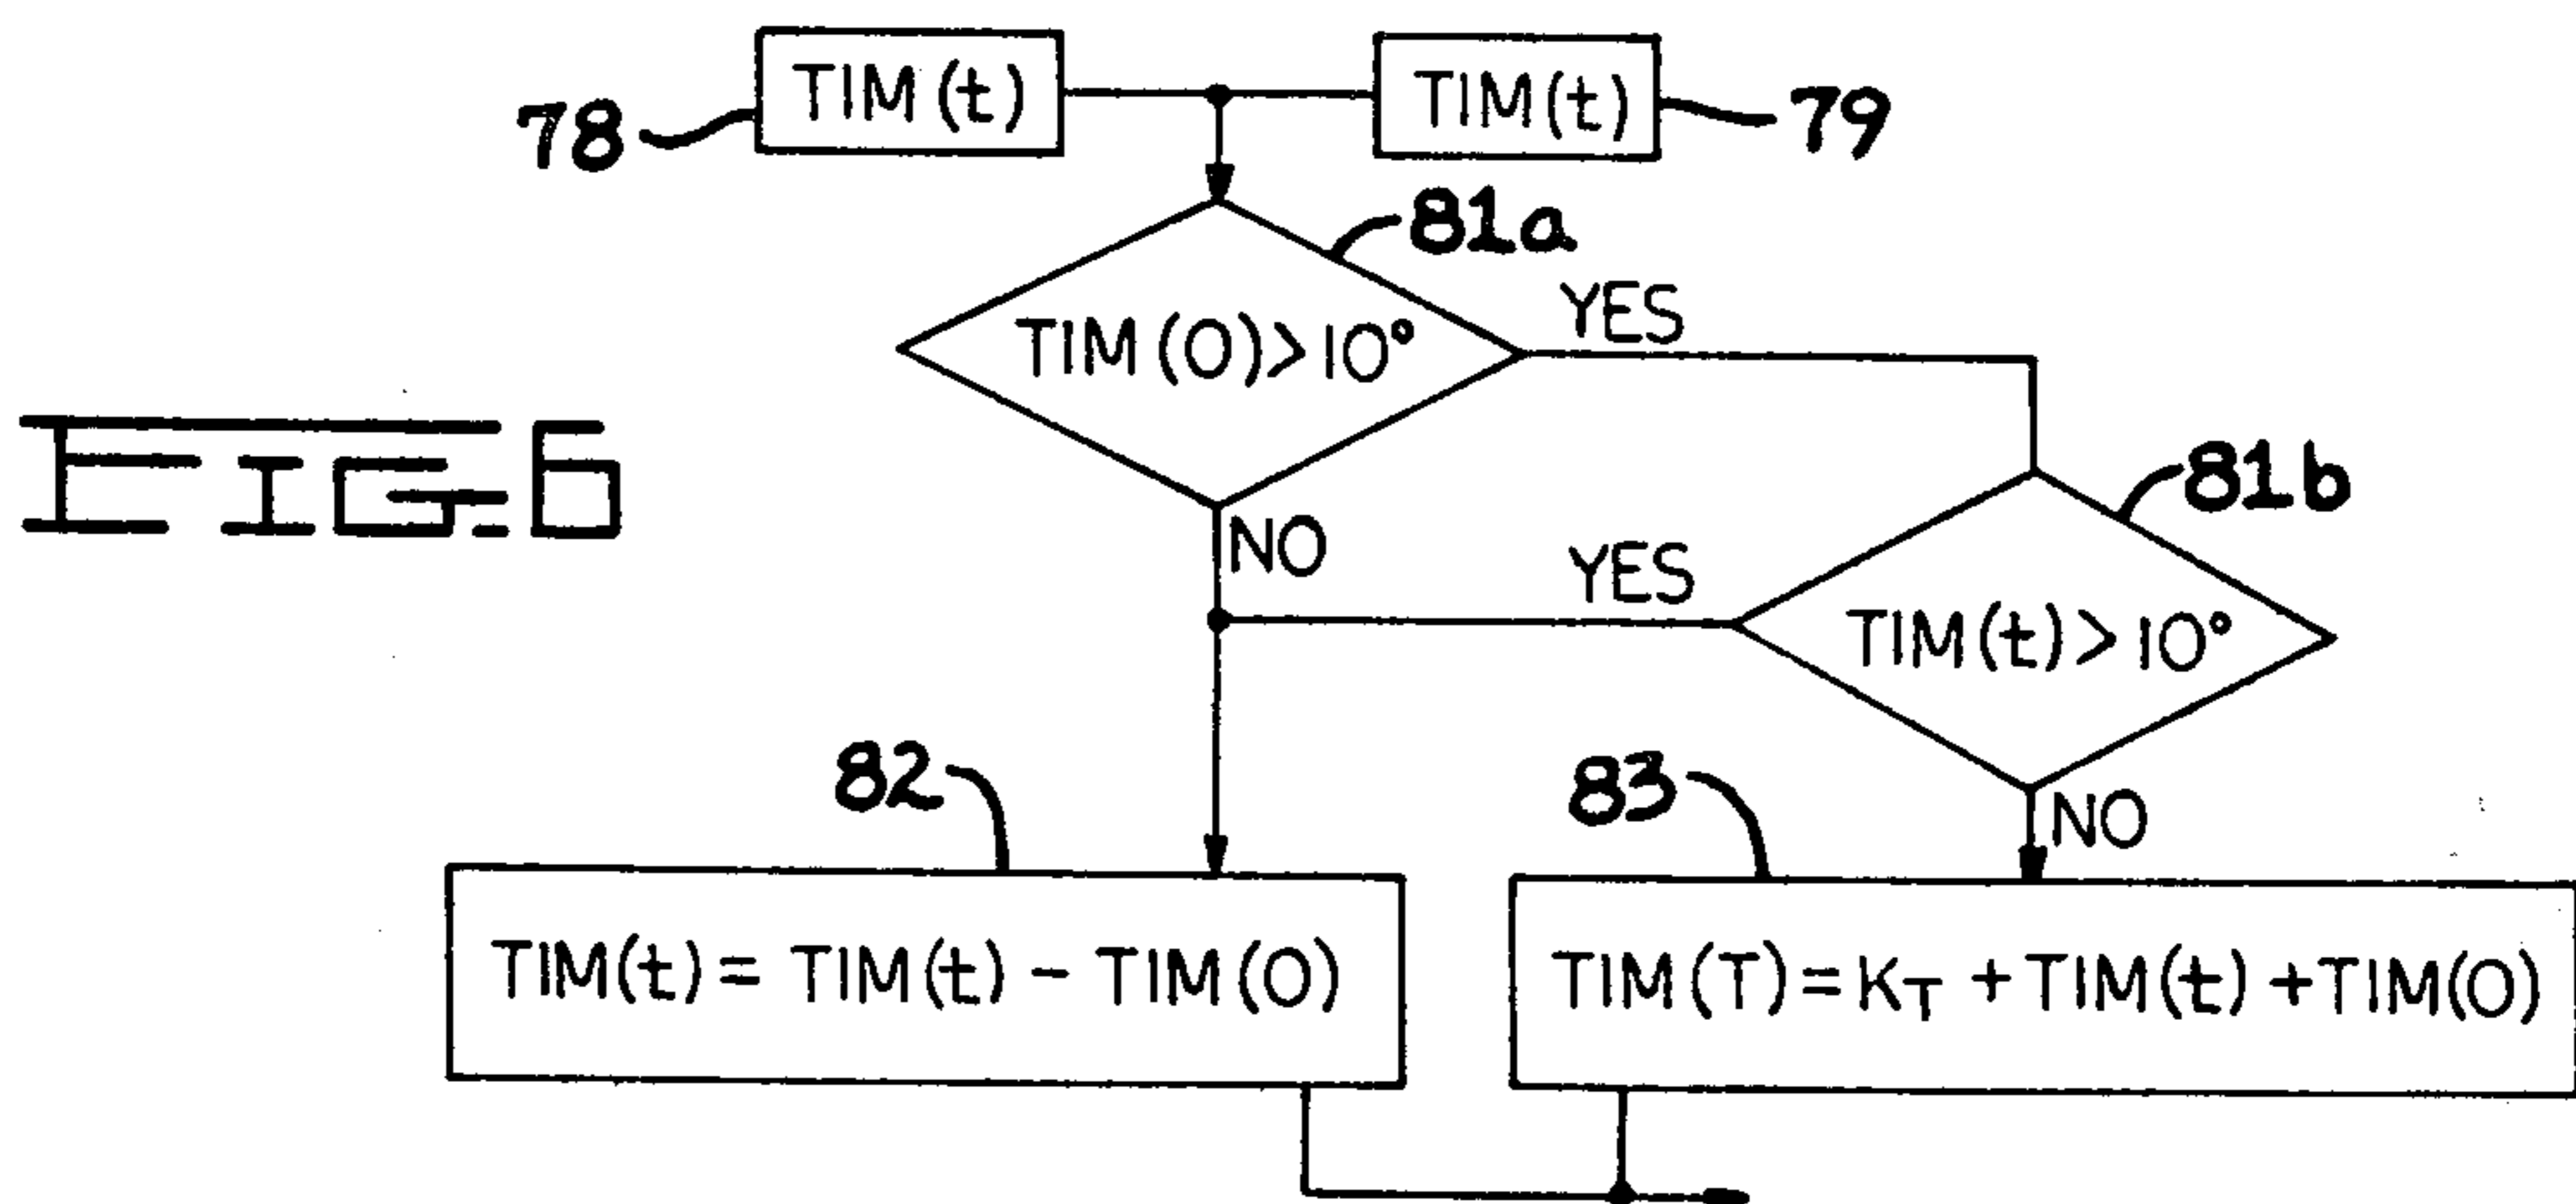 TIM (t)
TIM(t)
78
79
81a
TIM (0) > 10°
YES
FIG. 6
NO
81b
YES
TIM(t) > 10°
82
83
NO
TIM(t) = TIM(t) - TIM(0)
TIM(T) = KT + TIM(t) + TIM(0)